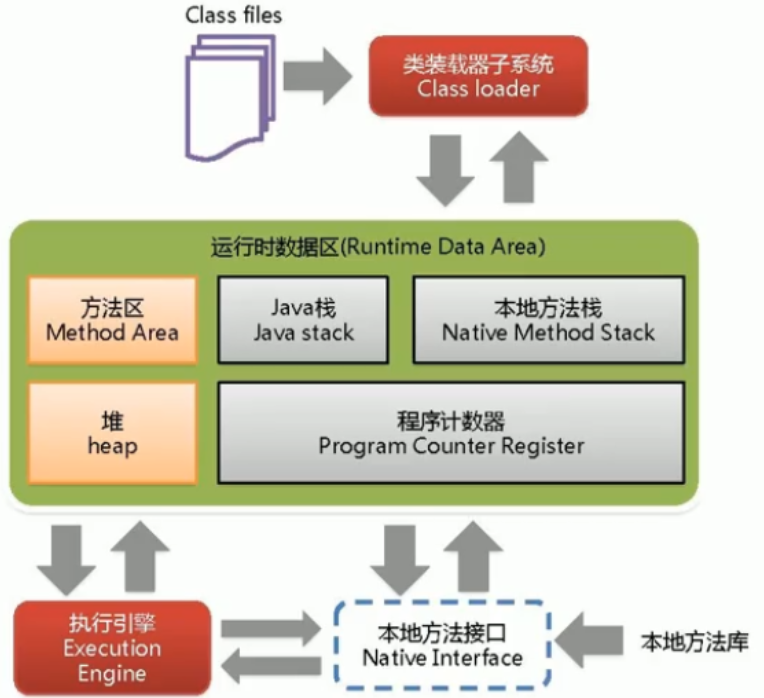 Class files
类装载器子系统
Class loader
运行时数据区(Runtime Data Area)
方法区
Method Area
Java栈
Java stack
本地方法栈
Native Method Stack
堆
heap
程序计数器
Program Counter Register
执行引擎
Execution
Engine
本地方法接口
Native Interface
本地方法库